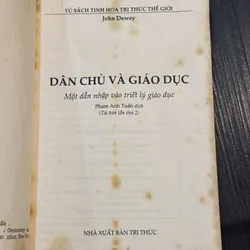 TỦ SÁCH TINH HOA TRI THỨC THẾ GIỚI
John Dewey
DÂN CHỦ VÀ GIÁO DỤC
Một dẫn nhập vào triết lý giáo dục
Phạm Anh Tuấn dịch
(Tái bản lần thứ 2)
NHÀ XUẤT BẢN TRI THỨC